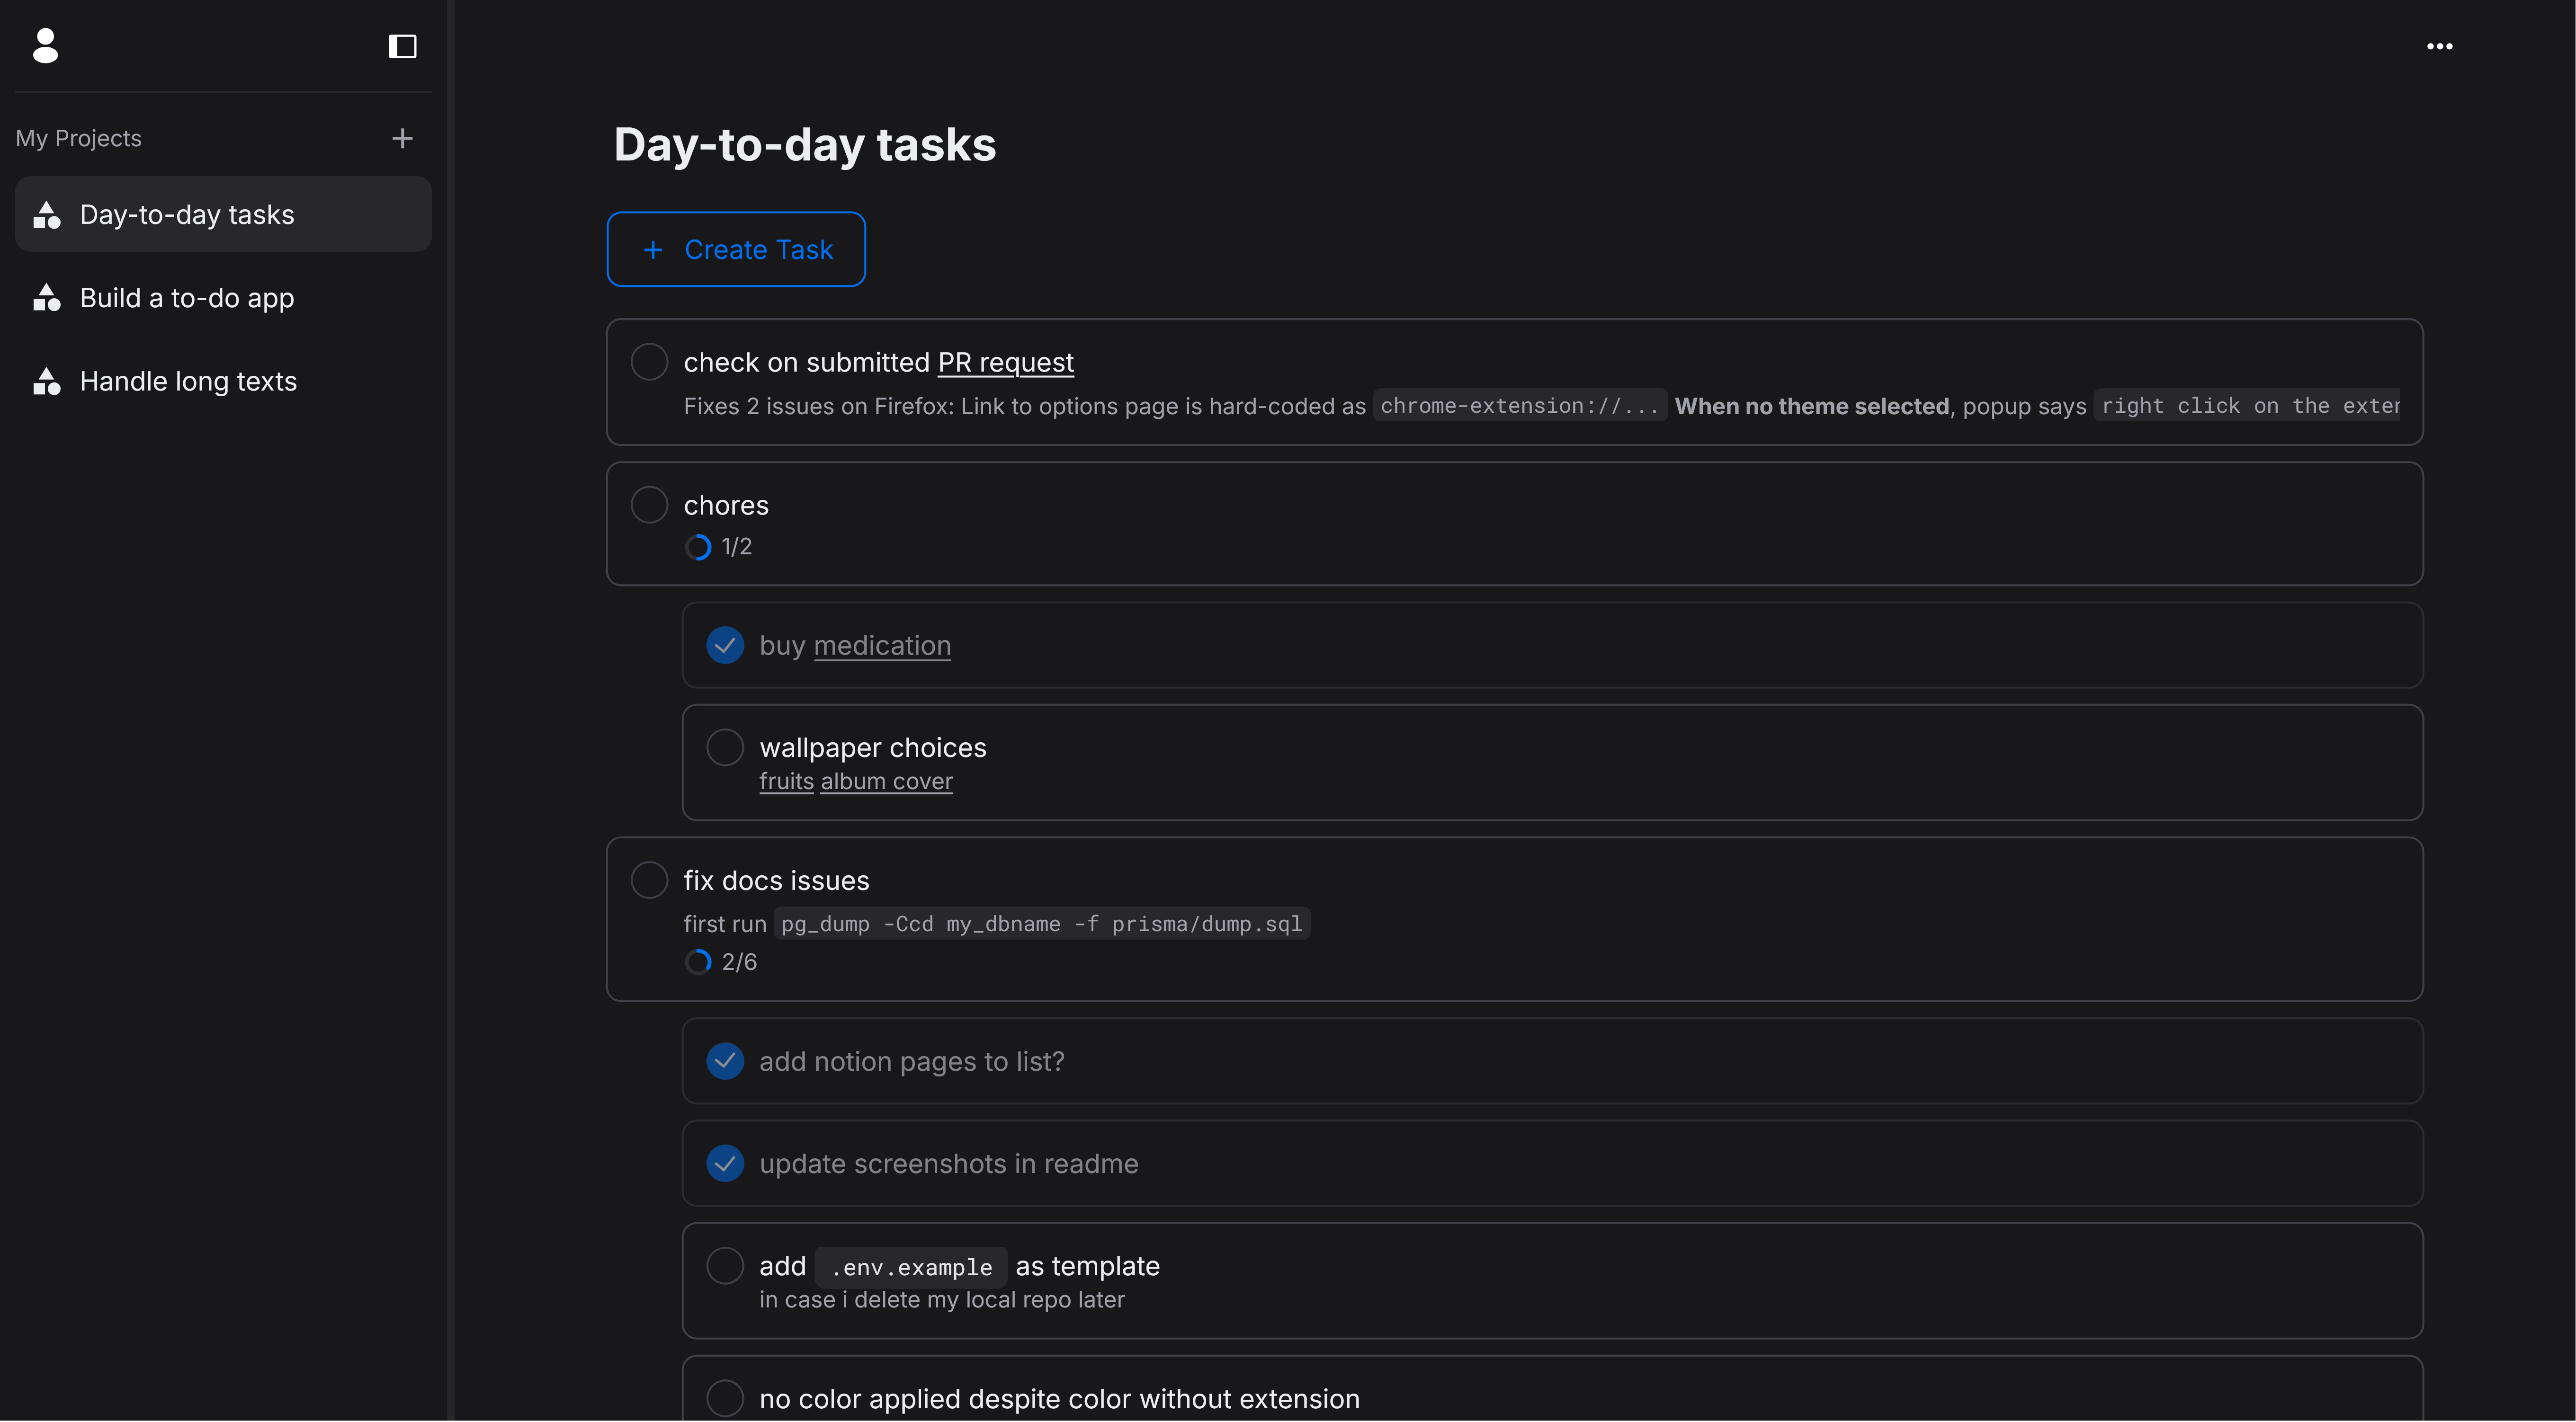 My Projects
Day-to-day tasks
Build a to-do app
Handle long texts
Day-to-day tasks
Create Task
check on submitted PR request
Fixes 2 issues on Firefox: Link to options page is hard-coded as chrome-extension://... When no theme selected, popup says right click on the exter
chores
1/2
buy medication
wallpaper choices
fruits album cover
fix docs issues
first run pg_dump -Ccd my_dbname -f prisma/dump.sql
2/6
add notion pages to list?
update screenshots in readme
add .env.example as template
in case i delete my local repo later
no color applied despite color without extension